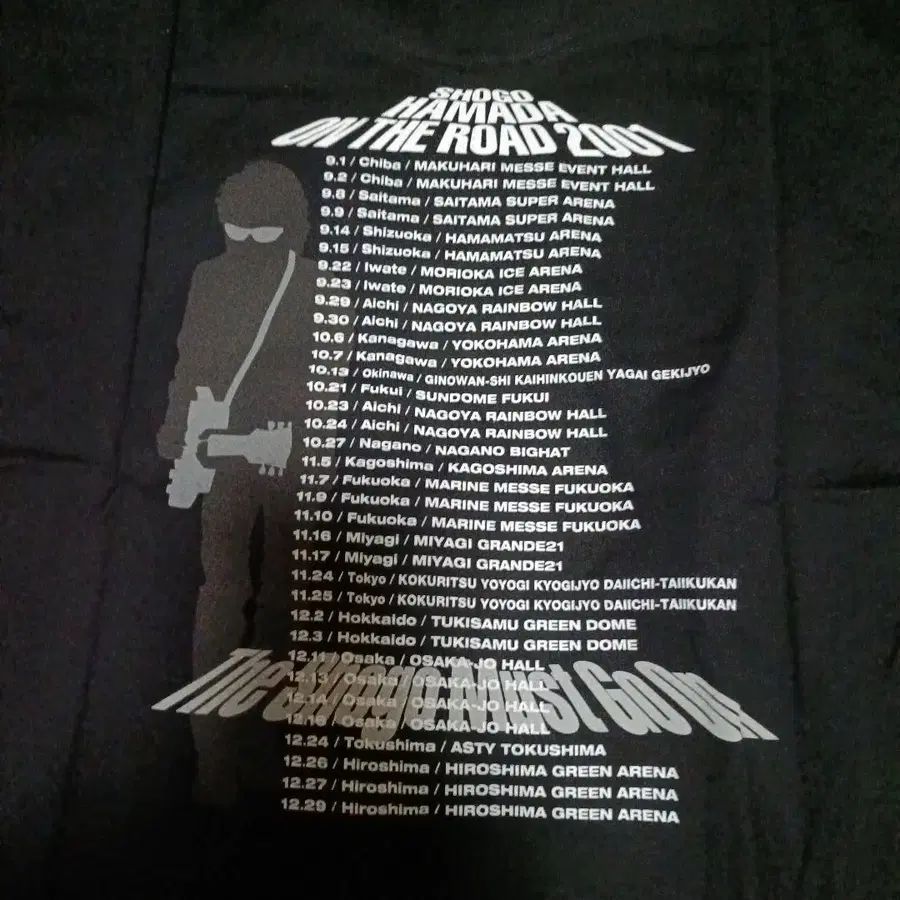 SHOGO
HAMADA
ON THE ROAD 2001
9.1 / Chiba / MAKUHARI MESSE EVENT HALL
9.2 / Chiba / MAKUHARI MESSE EVENT HALL
9.8 / Saitama / SAITAMA SUPER ARENA
9.9 / Saitama / SAITAMA SUPER ARENA
9.14 / Shizuoka / HAMAMATSU ARENA
9.15 / Shizuoka / HAMAMATSU ARENA
9.22 / Iwate / MORIOKA ICE ARENA
9.23 / Iwate / MORIOKA ICE ARENA
9.29 / Aichi / NAGOYA RAINBOW HALL
9.30 / Aichi / NAGOYA RAINBOW HALL
10.6 / Kanagawa / YOKOHAMA ARENA
10.7 / Kanagawa / YOKOHAMA ARENA
10.13 / Okinawa / GINOWAN-SHI KAIHINKOUEN YAGAI GEKIJYO
10.21 / Fukui / SUNDOME FUKUI
10.23 / Aichi / NAGOYA RAINBOW HALL
10.24 / Aichi / NAGOYA RAINBOW HALL
10.27 / Nagano / NAGANO BIGHAT
11.5 / Kagoshima / KAGOSHIMA ARENA
11.7 / Fukuoka / MARINE MESSE FUKUOKA
11.9 / Fukuoka / MARINE MESSE FUKUOKA
11.10 / Fukuoka / MARINE MESSE FUKUOKA
11.16 / Miyagi / MIYAGI GRANDE21
11.17 / Miyagi / MIYAGI GRANDE21
11.24 / Tokyo / KOKURITSU YOYOGI KYOGIJYO DAIICHI-TAIIKUKAN
11.25 / Tokyo / KOKURITSU YOYOGI KYOGIJYO DAIICHI-TAIIKUKAN
12.2 / Hokkaido / TUKISAMU GREEN DOME
12.3 / Hokkaido / TUKISAMU GREEN DOME
12.11 / Osaka / OSAKA-JO HALL
12.13 / Osaka / OSAKA-JO HALL
12.14 / Osaka / OSAKA-JO HALL
12.16 / Osaka / OSAKA-JO HALL
The Show Must Go On
12.24 / Tokushima / ASTY TOKUSHIMA
12.26 / Hiroshima / HIROSHIMA GREEN ARENA
12.27 / Hiroshima / HIROSHIMA GREEN ARENA
12.29 / Hiroshima / HIROSHIMA GREEN ARENA